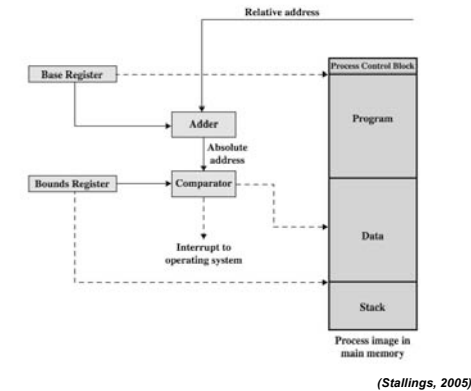 Relative address
Process Control Block
Base Register
Program
Adder
Absolute
address
Bounds Register
Comparator
Data
Interrupt to
operating system
Stack
Process image in
main memory
(Stallings, 2005)